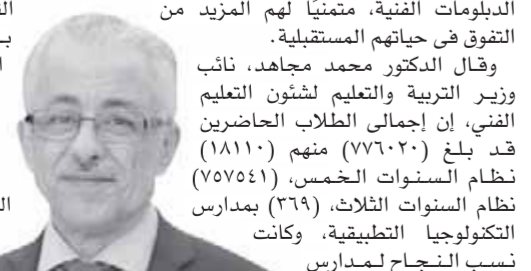 الدبلومات الفنية، متمنيًا لهم المزيد من
التفوق فى حياتهم المستقبلية.
وقال الدكتور محمد مجاهد، نائب
وزير التربية والتعليم لشئون التعليم
الفني، إن إجمالى الطلاب الحاضرين
قد بلغ (٧٧٦٠٢٠) منهم (١٨١١٠)
نظام السنوات الخمس، (٧٥٧٥٤١)
نظام السنوات الثلاث، (٣٦٩) بمدارس
التكنولوجيا التطبيقية، وكانت
نسب النجاح لمدارس